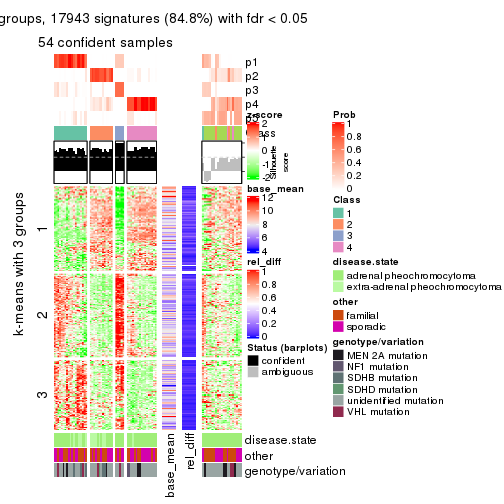 groups, 17943 signatures (84.8%) with fdr < 0.05
54 confident samples
p1
p2
p3
p4
k-means with 3 groups
1
2
3
z-score
2
1
0
-1
-2
Silhouette
score
base_mean
12
10
8
6
4
rel_diff
1
0.8
0.6
0.4
0.2
0
Status (barplots)
confident
ambiguous
Prob
1
0.8
0.6
0.4
0.2
0
Class
1
2
3
4
disease.state
adrenal pheochromocytoma
extra-adrenal pheochromocytoma
other
familial
sporadic
genotype/variation
MEN 2A mutation
NF1 mutation
SDHB mutation
SDHD mutation
unidentified mutation
VHL mutation
disease.state
other
genotype/variation
base_mean
rel_diff